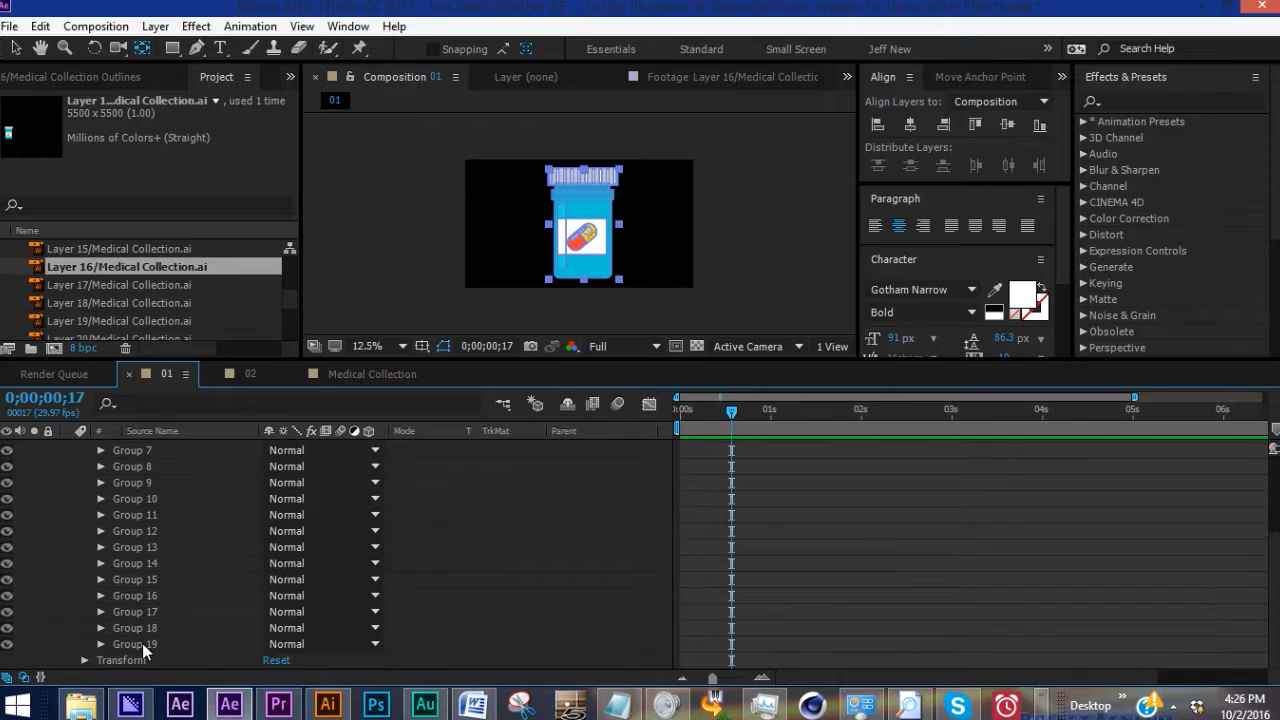 File Edit Composition Layer Effect Animation View Window Help
Snapping Essentials Standard Small Screen Jeff New Search Help
6/Medical Collection Outlines Project Composition 01 Layer (none) Footage Layer 16/Medical Collectic Align Move Anchor Point Effects & Presets
Layer 1...dical Collection.ai , used 1 time
5500 x 5500 (1.00)
Millions of Colors+ (Straight)
01
Align Layers to: Composition
Distribute Layers:
Paragraph
Character
Gotham Narrow
Bold
91 px 86.3 px
* Animation Presets
3D Channel
Audio
Blur & Sharpen
Channel
CINEMA 4D
Color Correction
Distort
Expression Controls
Generate
Keying
Matte
Noise & Grain
Obsolete
Perspective
Name
Layer 15/Medical Collection.ai
Layer 16/Medical Collection.ai
Layer 17/Medical Collection.ai
Layer 18/Medical Collection.ai
Layer 19/Medical Collection.ai
Layer 20/Medical Collection.ai
8 bpc
12.5% 0;00;00;17 Full Active Camera 1 View
Render Queue 01 02 Medical Collection
0;00;00;17
00017 (29.97 fps)
# Source Name Mode T TrkMat Parent
:00s 01s 02s 03s 04s 05s 06s
Group 7 Normal
Group 8 Normal
Group 9 Normal
Group 10 Normal
Group 11 Normal
Group 12 Normal
Group 13 Normal
Group 14 Normal
Group 15 Normal
Group 16 Normal
Group 17 Normal
Group 18 Normal
Group 19 Normal
Transform Reset
Desktop
4:26 PM
10/2/2016